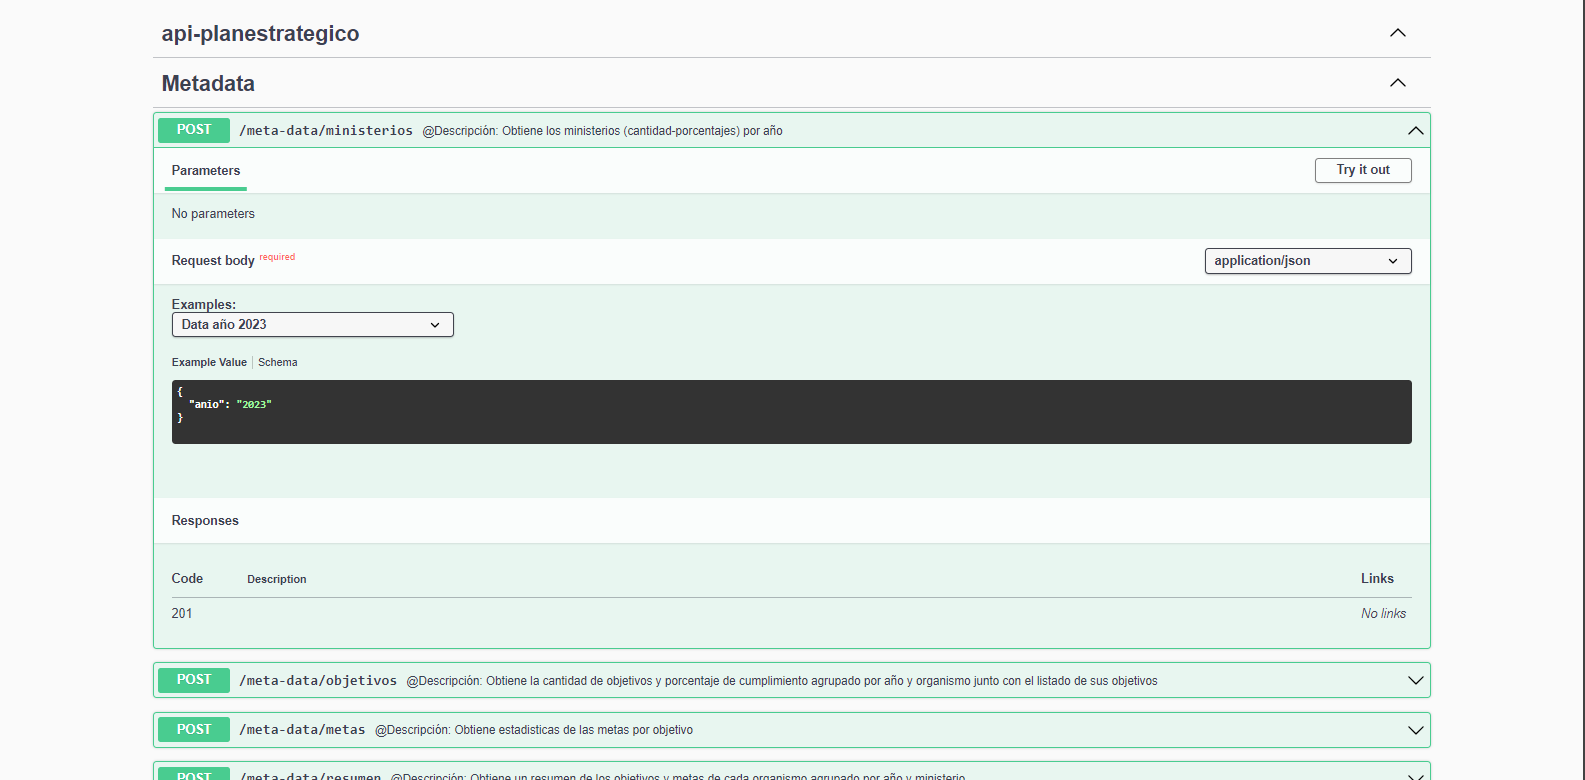 api-planestrategico
Metadata
POST /meta-data/ministerios @Descripción: Obtiene los ministerios (cantidad-porcentajes) por año
Parameters
Try it out
No parameters
Request body required
application/json
Examples:
Data año 2023
Example Value | Schema
{
"anio": "2023"
}
Responses
Code Description Links
201 No links
POST /meta-data/objetivos @Descripción: Obtiene la cantidad de objetivos y porcentaje de cumplimiento agrupado por año y organismo junto con el listado de sus objetivos
POST /meta-data/metas @Descripción: Obtiene estadisticas de las metas por objetivo
POST /meta-data/resumen @Descripción: Obtiene un resumen de los objetivos y metas de cada organismo agrupado por año y ministerio